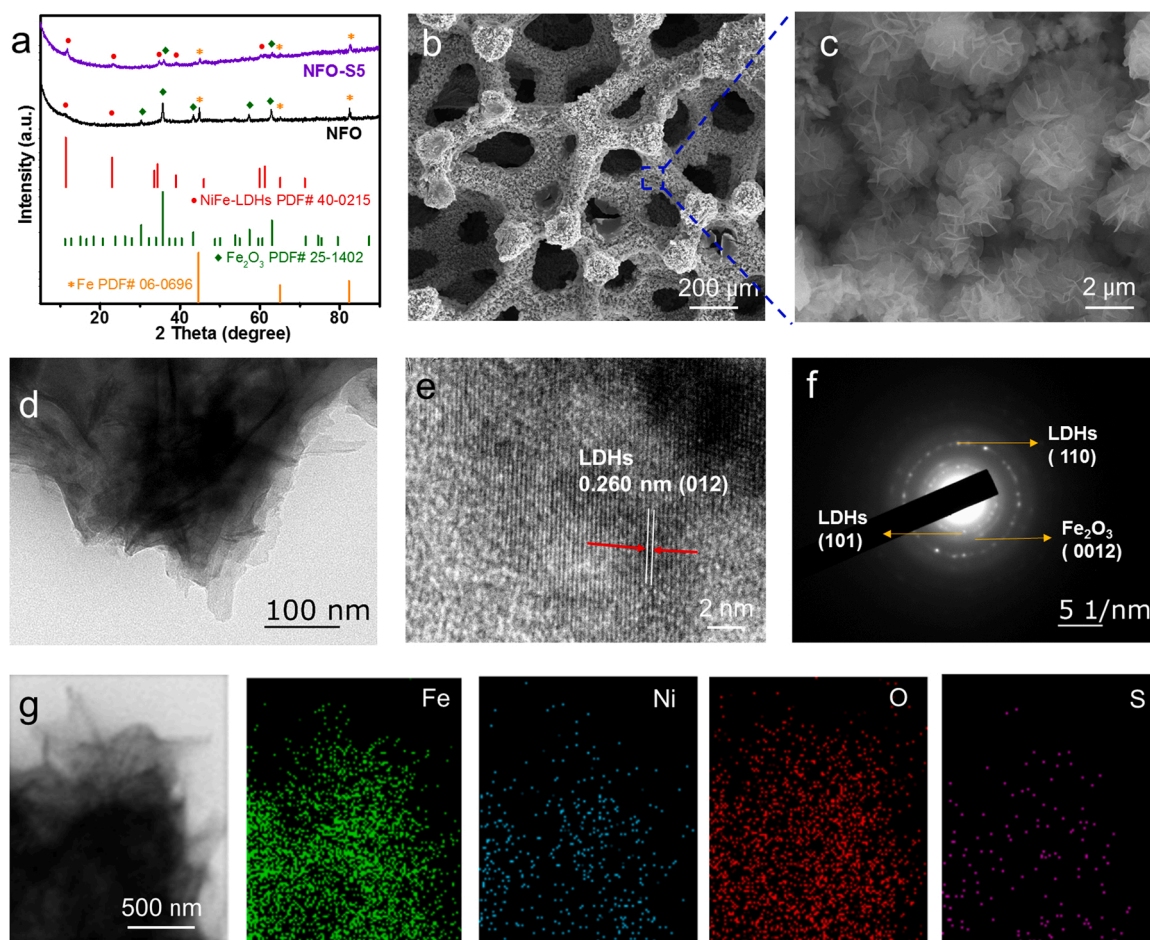 a
Intensity (a.u.)
NFO-S5
NFO
● NiFe-LDHs PDF# 40-0215
◆ Fe₂O₃ PDF# 25-1402
* Fe PDF# 06-0696
20 40 60 80
2 Theta (degree)
b
200 μm
c
2 μm
d
100 nm
e
LDHs
0.260 nm (012)
2 nm
f
LDHs
( 110)
LDHs
(101)
Fe₂O₃
( 0012)
5 1/nm
g
500 nm
Fe
Ni
O
S